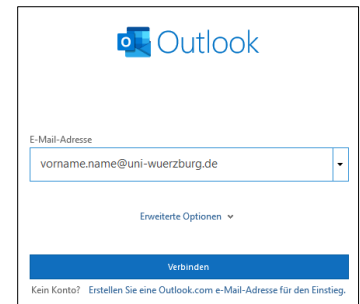 Outlook
E-Mail-Adresse
vorname.name@uni-wuerzburg.de
Erweiterte Optionen
Verbinden
Kein Konto? Erstellen Sie eine Outlook.com e-Mail-Adresse für den Einstieg.